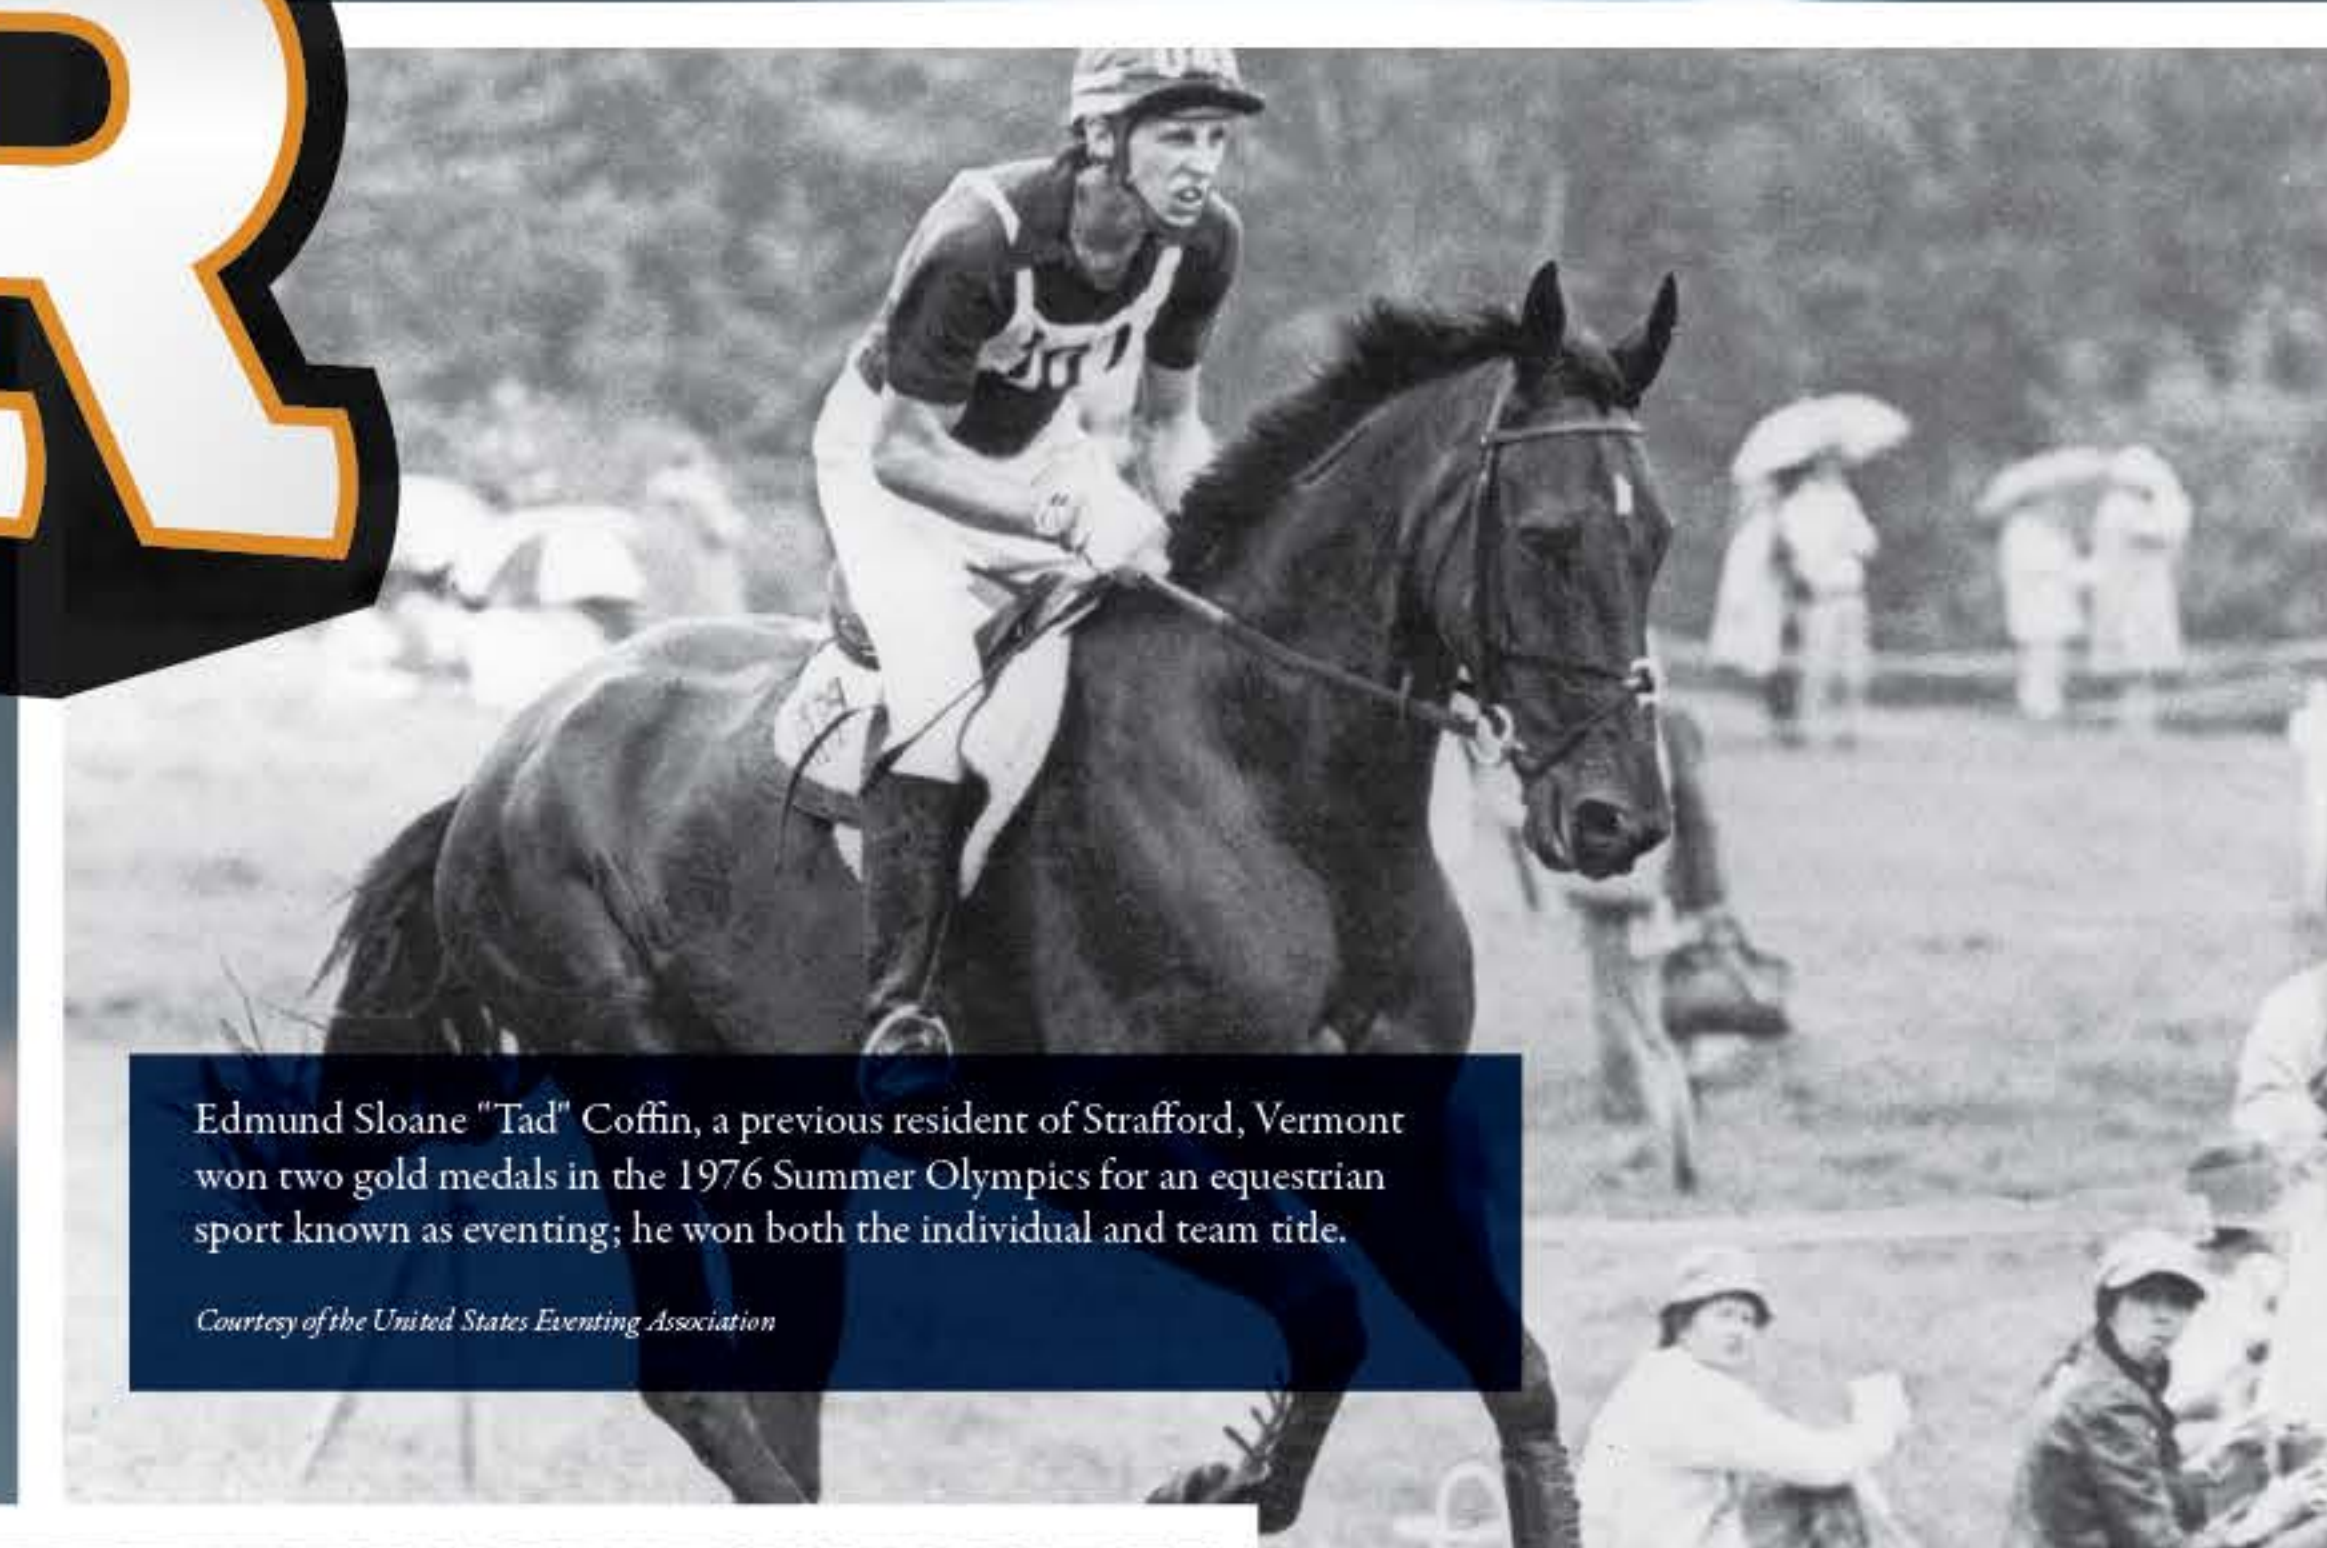 R
Edmund Sloane "Tad" Coffin, a previous resident of Strafford, Vermont
won two gold medals in the 1976 Summer Olympics for an equestrian
sport known as eventing; he won both the individual and team title.
Courtesy of the United States Eventing Association